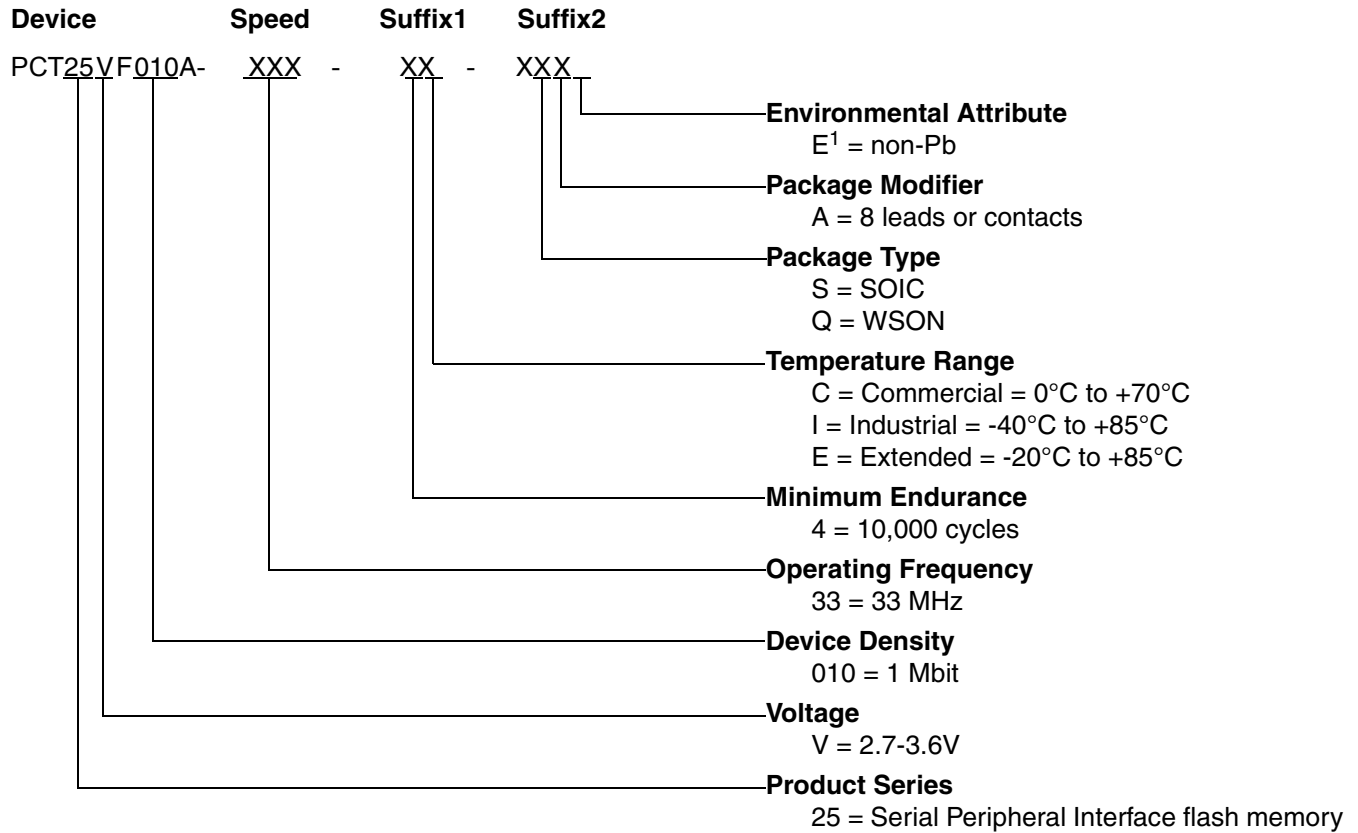 Device Speed Suffix1 Suffix2
PCT25VF010A- XXX - XX - XXX
Environmental Attribute
E1 = non-Pb
Package Modifier
A = 8 leads or contacts
Package Type
S = SOIC
Q = WSON
Temperature Range
C = Commercial = 0°C to +70°C
I = Industrial = -40°C to +85°C
E = Extended = -20°C to +85°C
Minimum Endurance
4 = 10,000 cycles
Operating Frequency
33 = 33 MHz
Device Density
010 = 1 Mbit
Voltage
V = 2.7-3.6V
Product Series
25 = Serial Peripheral Interface flash memory